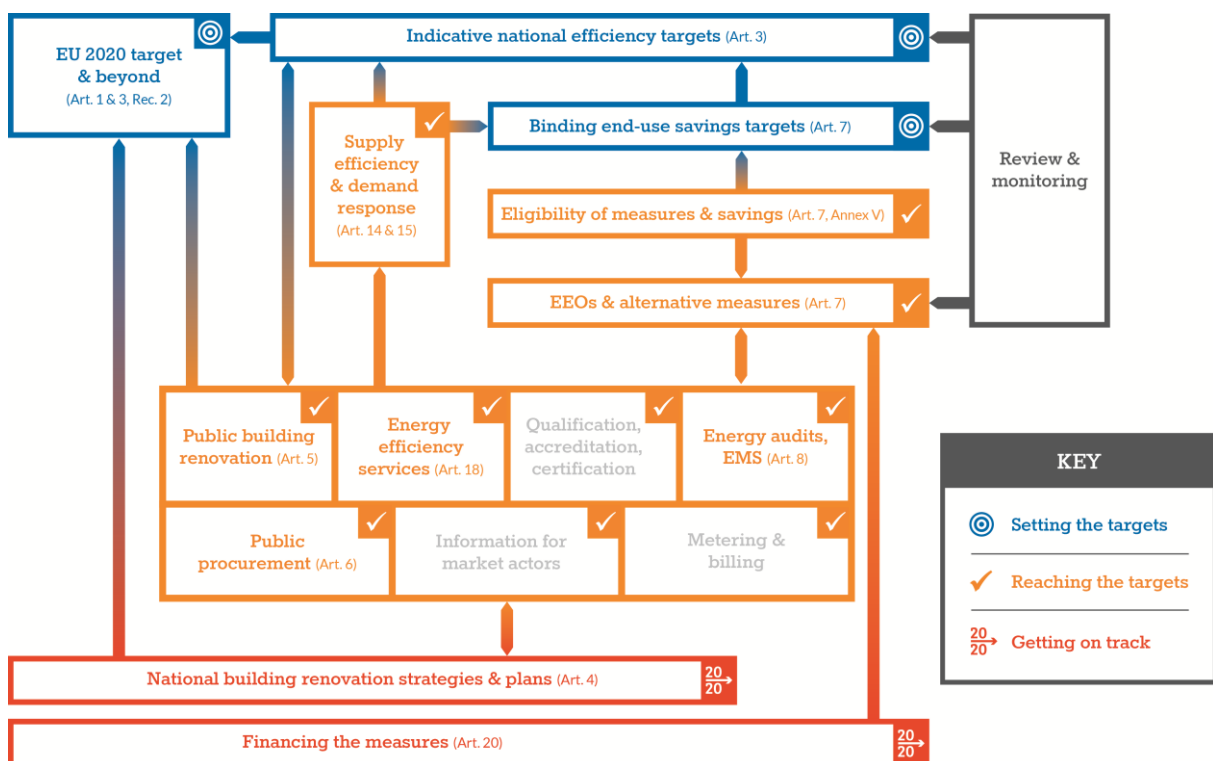 EU 2020 target
& beyond
(Art. 1 & 3, Rec. 2)
Indicative national efficiency targets (Art. 3)
Supply
efficiency
& demand
response
(Art. 14 & 15)
Binding end-use savings targets (Art. 7)
Eligibility of measures & savings (Art. 7, Annex V)
EEOs & alternative measures (Art. 7)
Review &
monitoring
Public building
renovation (Art. 5)
Energy
efficiency
services (Art. 18)
Qualification,
accreditation,
certification
Energy audits,
EMS (Art. 8)
Public
procurement (Art. 6)
Information for
market actors
Metering &
billing
National building renovation strategies & plans (Art. 4)
20
20
Financing the measures (Art. 20)
20
20
KEY
Setting the targets
Reaching the targets
20
20
Getting on track